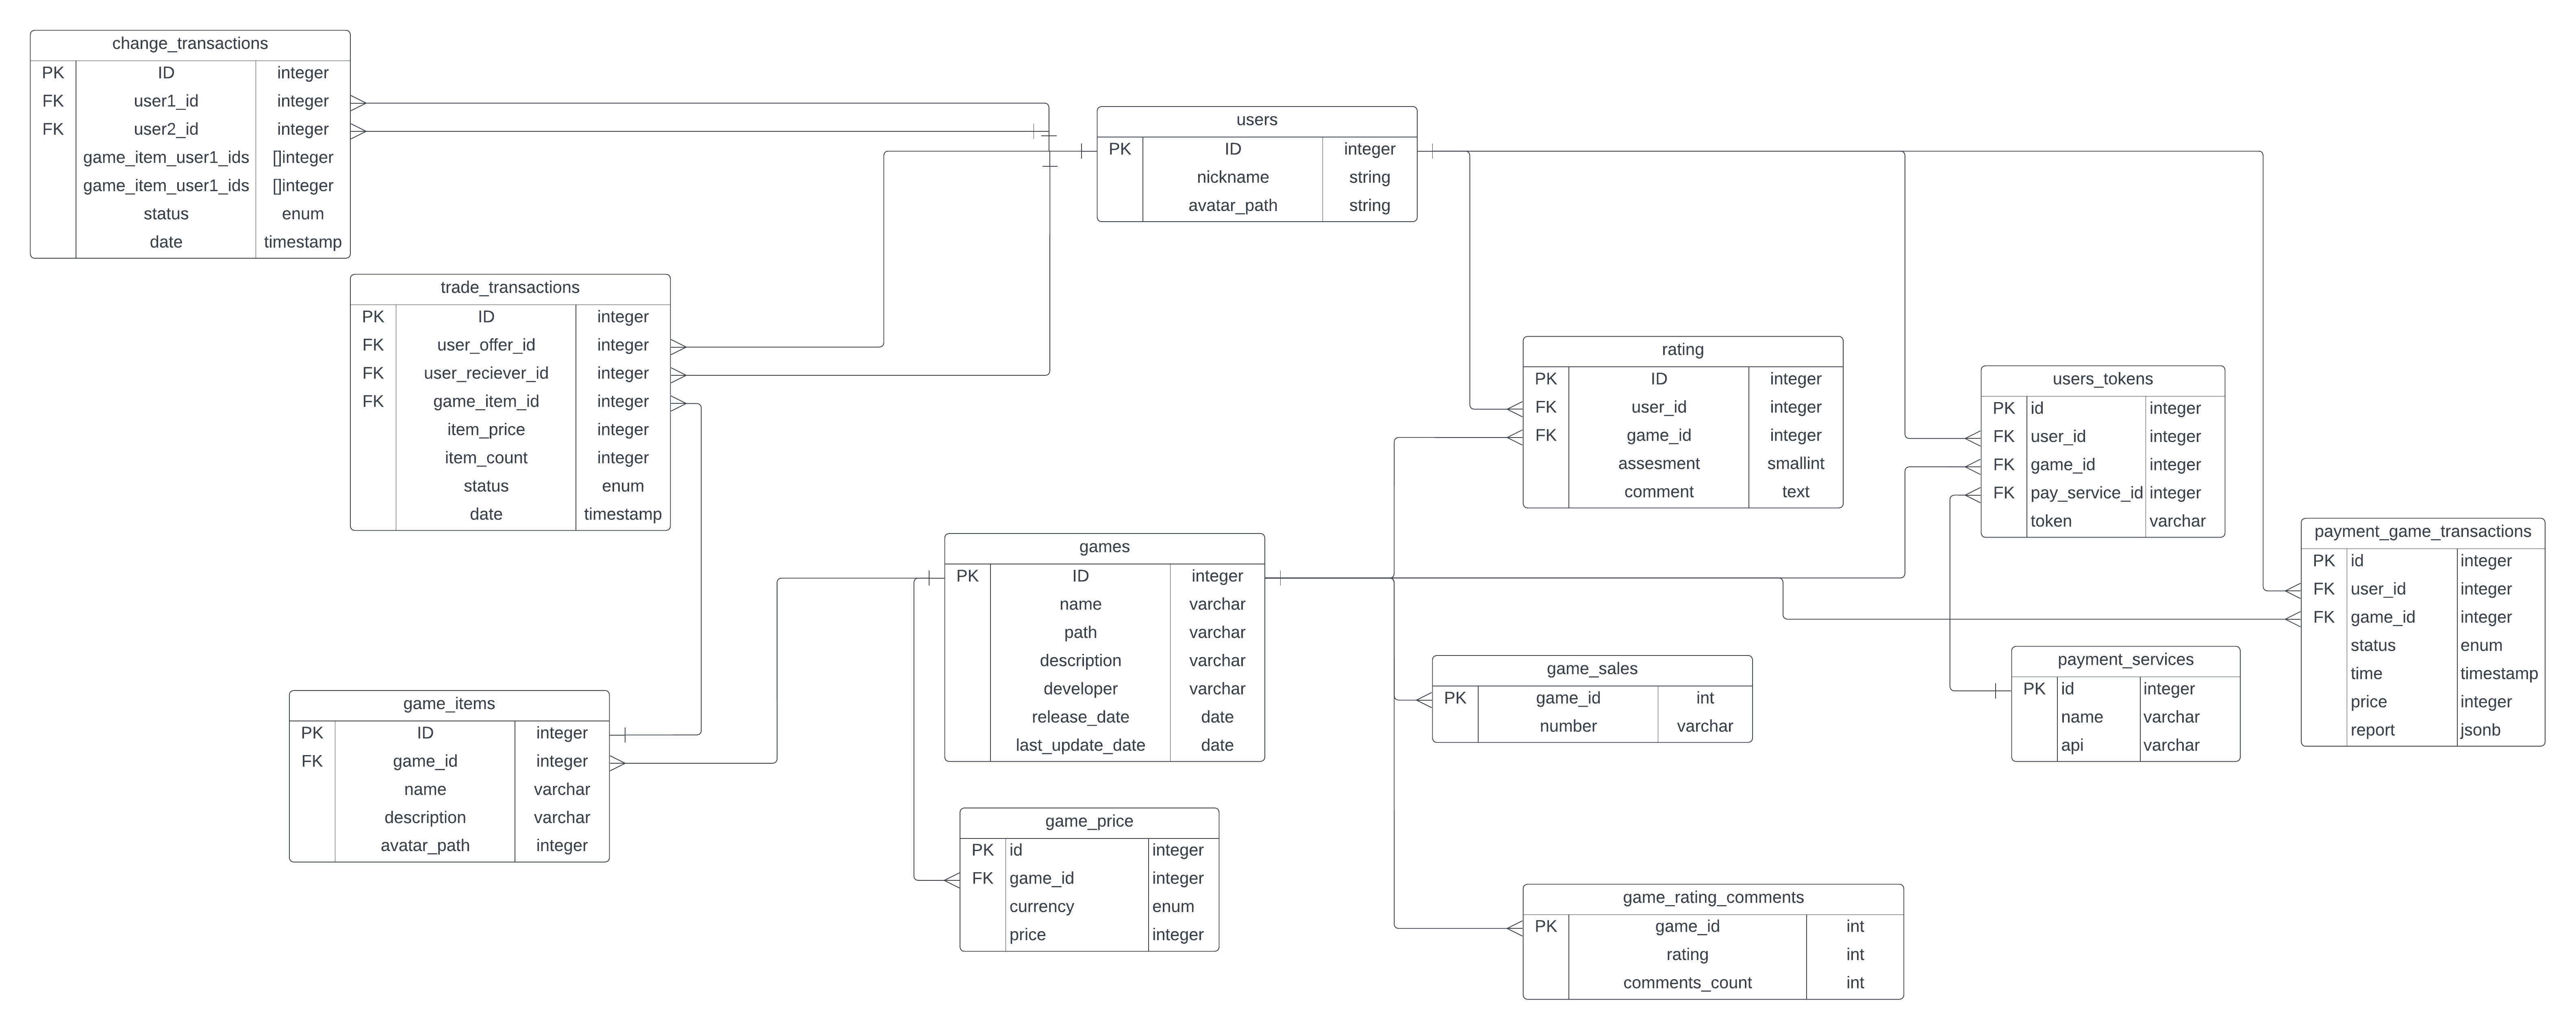 change_transactions
PK ID integer
FK user1_id integer
FK user2_id integer
game_item_user1_ids []integer
game_item_user1_ids []integer
status enum
date timestamp
users
PK ID integer
nickname string
avatar_path string
trade_transactions
PK ID integer
FK user_offer_id integer
FK user_reciever_id integer
FK game_item_id integer
item_price integer
item_count integer
status enum
date timestamp
rating
PK ID integer
FK user_id integer
FK game_id integer
assesment smallint
comment text
users_tokens
PK id integer
FK user_id integer
FK game_id integer
FK pay_service_id integer
token varchar
payment_game_transactions
PK id integer
FK user_id integer
FK game_id integer
status enum
time timestamp
price integer
report jsonb
games
PK ID integer
name varchar
path varchar
description varchar
developer varchar
release_date date
last_update_date date
game_sales
PK game_id int
number varchar
payment_services
PK id integer
name varchar
api varchar
game_items
PK ID integer
FK game_id integer
name varchar
description varchar
avatar_path integer
game_price
PK id integer
FK game_id integer
currency enum
price integer
game_rating_comments
PK game_id int
rating int
comments_count int